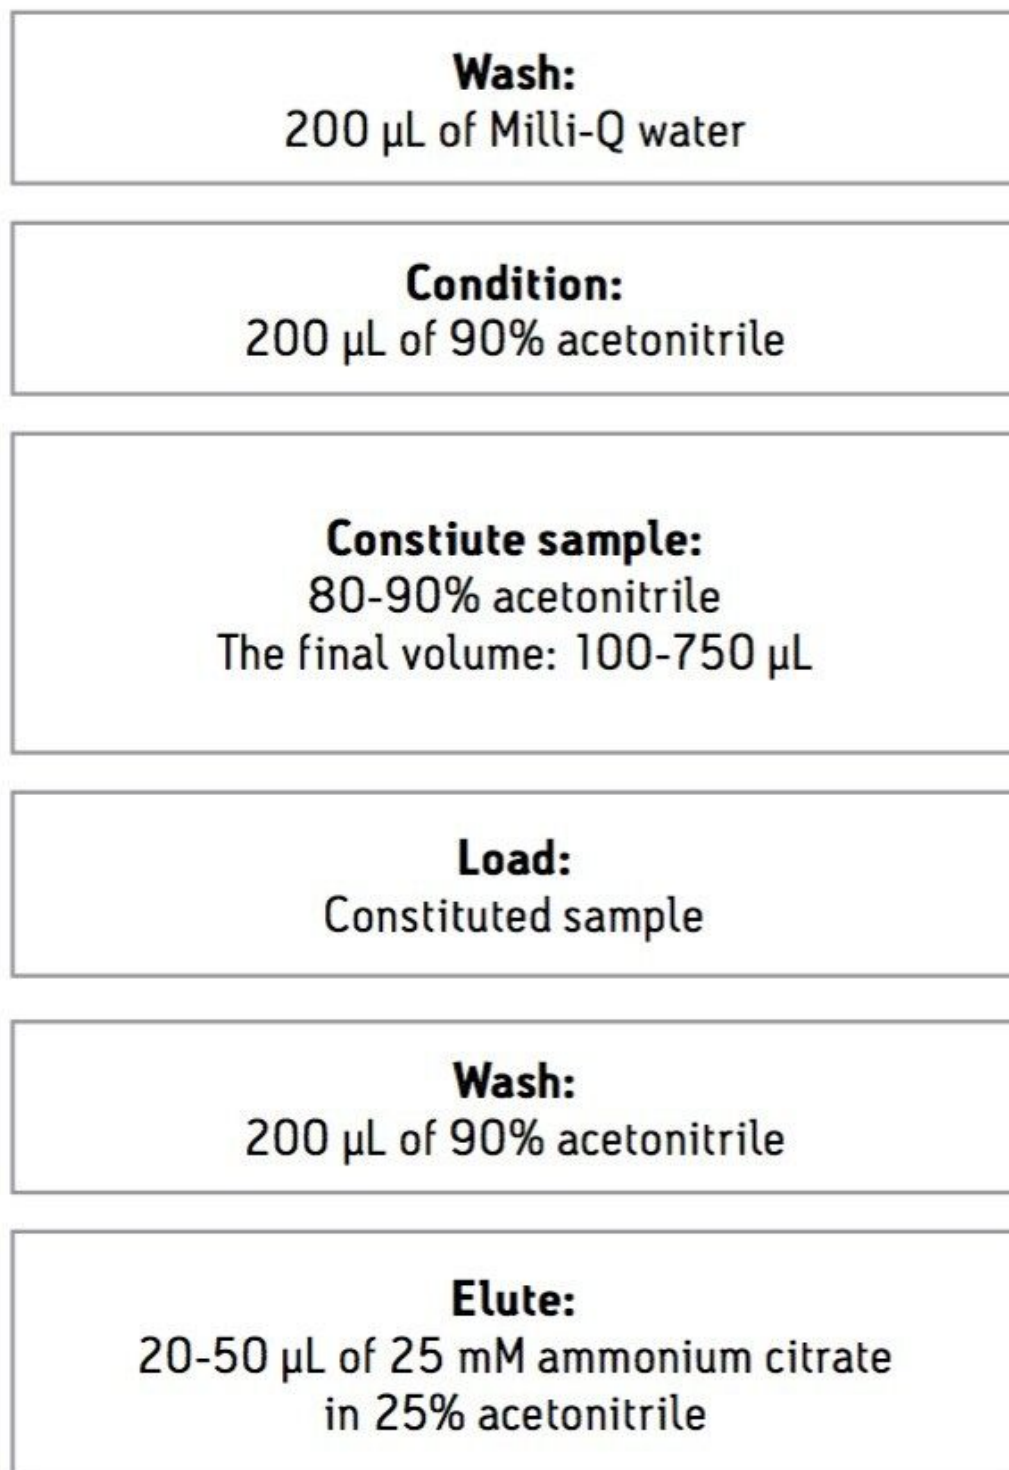 Wash:
200 µL of Milli-Q water
Condition:
200 µL of 90% acetonitrile
Constiute sample:
80-90% acetonitrile
The final volume: 100-750 µL
Load:
Constituted sample
Wash:
200 µL of 90% acetonitrile
Elute:
20-50 µL of 25 mM ammonium citrate
in 25% acetonitrile